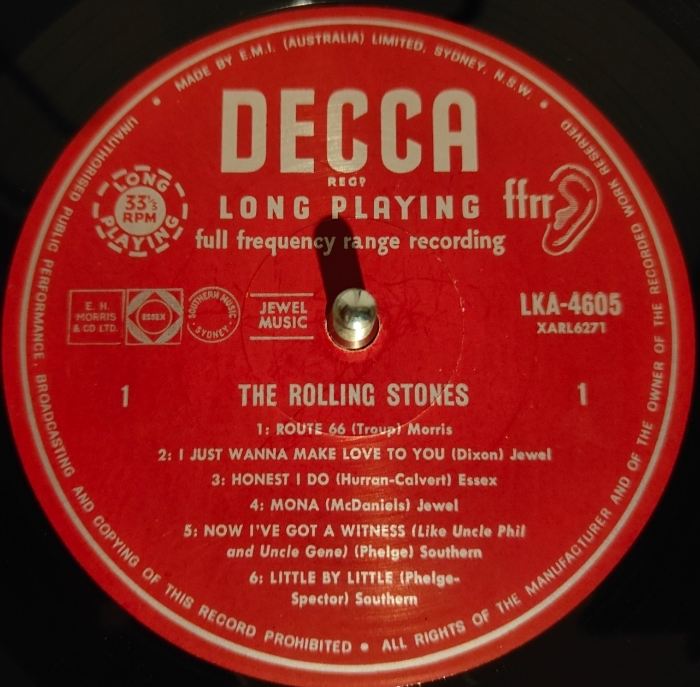 MADE BY E.M.I. (AUSTRALIA) LIMITED, SYDNEY, N.S.W.
DECCA
REGD
LONG PLAYING
full frequency range recording
LONG
33⅓
RPM
PLAYING
ffrr
E. H.
MORRIS
& CO LTD.
ESSEX
SOUTHERN MUSIC
SYDNEY
JEWEL
MUSIC
LKA-4605
XARL6271
1
THE ROLLING STONES
1
1: ROUTE 66 (Troup) Morris
2: I JUST WANNA MAKE LOVE TO YOU (Dixon) Jewel
3: HONEST I DO (Hurran-Calvert) Essex
4: MONA (McDaniels) Jewel
5: NOW I'VE GOT A WITNESS (Like Uncle Phil
and Uncle Gene) (Phelge) Southern
6: LITTLE BY LITTLE (Phelge-
Spector) Southern
ALL RIGHTS OF THE MANUFACTURER AND OF THE OWNER OF THE RECORDED WORK RESERVED
UNAUTHORISED PUBLIC PERFORMANCE, BROADCASTING AND COPYING OF THIS RECORD PROHIBITED